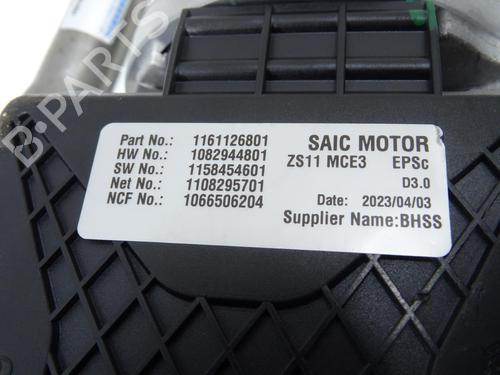 Part No.: 1161126801
HW No.: 1082944801
SW No.: 1158454601
Net No.: 1108295701
NCF No.: 1066506204
SAIC MOTOR
ZS11 MCE3 EPSc
D3.0
Date: 2023/04/03
Supplier Name:BHSS